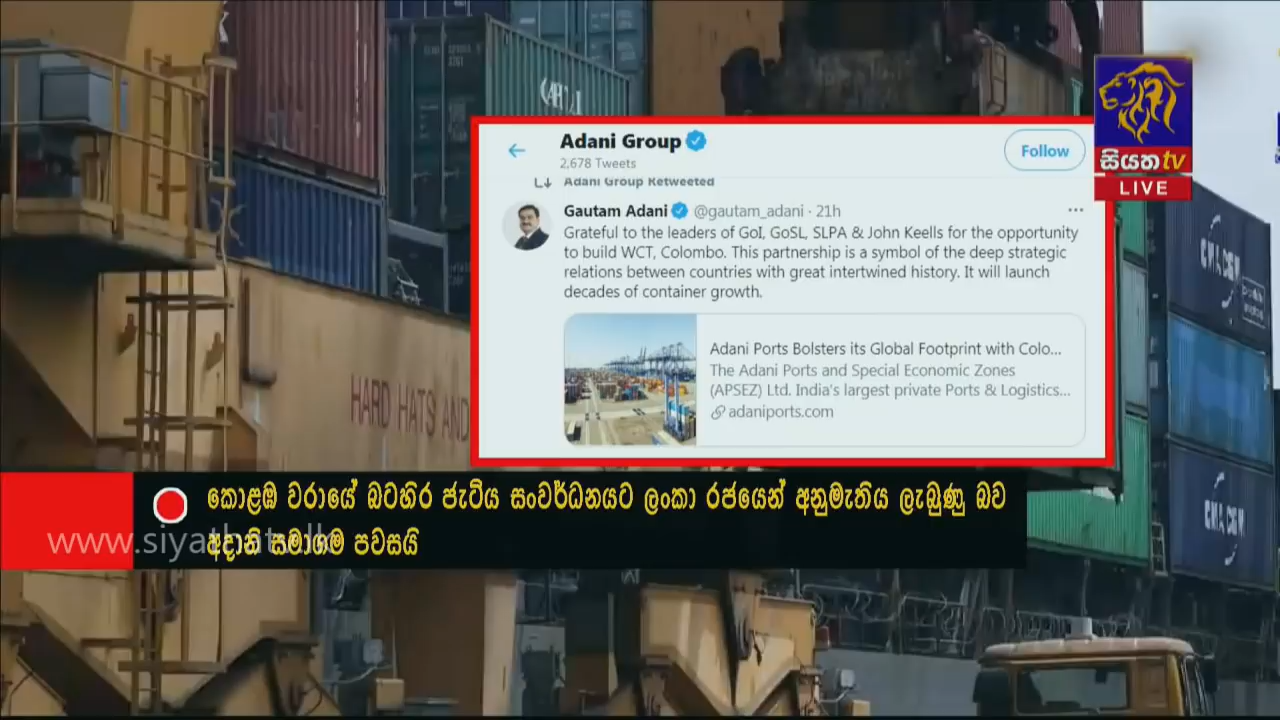 Adani Group
2,678 Tweets
Follow
Adani Group Retweeted
Gautam Adani @gautam_adani · 21h
Grateful to the leaders of GoI, GoSL, SLPA & John Keells for the opportunity
to build WCT, Colombo. This partnership is a symbol of the deep strategic
relations between countries with great intertwined history. It will launch
decades of container growth.
Adani Ports Bolsters its Global Footprint with Colo...
The Adani Ports and Special Economic Zones
(APSEZ) Ltd. India's largest private Ports & Logistics...
adaniports.com
සියත tv
LIVE
HARD HATS AND
CMA CGM
කොළඹ වරායේ බටහිර ජැටිය සංවර්ධනයට ලංකා රජයෙන් අනුමැතිය ලැබුණු බව
අදානි සමාගම පවසයි